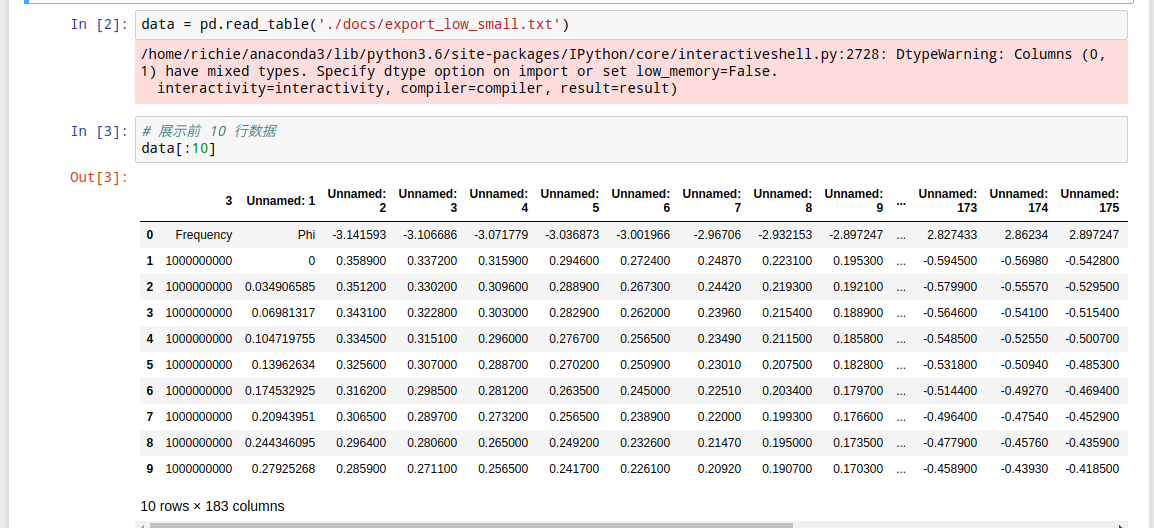 In [2]: data = pd.read_table('./docs/export_low_small.txt')
/home/richie/anaconda3/lib/python3.6/site-packages/IPython/core/interactiveshell.py:2728: DtypeWarning: Columns (0,
1) have mixed types. Specify dtype option on import or set low_memory=False.
interactivity=interactivity, compiler=compiler, result=result)
In [3]: # 展示前 10 行数据
data[:10]
Out[3]:
3 Unnamed: 1 Unnamed: 2 Unnamed: 3 Unnamed: 4 Unnamed: 5 Unnamed: 6 Unnamed: 7 Unnamed: 8 Unnamed: 9 ... Unnamed: 173 Unnamed: 174 Unnamed: 175
0 Frequency Phi -3.141593 -3.106686 -3.071779 -3.036873 -3.001966 -2.96706 -2.932153 -2.897247 ... 2.827433 2.86234 2.897247
1 1000000000 0 0.358900 0.337200 0.315900 0.294600 0.272400 0.24870 0.223100 0.195300 ... -0.594500 -0.56980 -0.542800
2 1000000000 0.034906585 0.351200 0.330200 0.309600 0.288900 0.267300 0.24420 0.219300 0.192100 ... -0.579900 -0.55570 -0.529500
3 1000000000 0.06981317 0.343100 0.322800 0.303000 0.282900 0.262000 0.23960 0.215400 0.188900 ... -0.564600 -0.54100 -0.515400
4 1000000000 0.104719755 0.334500 0.315100 0.296000 0.276700 0.256500 0.23490 0.211500 0.185800 ... -0.548500 -0.52550 -0.500700
5 1000000000 0.13962634 0.325600 0.307000 0.288700 0.270200 0.250900 0.23010 0.207500 0.182800 ... -0.531800 -0.50940 -0.485300
6 1000000000 0.174532925 0.316200 0.298500 0.281200 0.263500 0.245000 0.22510 0.203400 0.179700 ... -0.514400 -0.49270 -0.469400
7 1000000000 0.20943951 0.306500 0.289700 0.273200 0.256500 0.238900 0.22000 0.199300 0.176600 ... -0.496400 -0.47540 -0.452900
8 1000000000 0.244346095 0.296400 0.280600 0.265000 0.249200 0.232600 0.21470 0.195000 0.173500 ... -0.477900 -0.45760 -0.435900
9 1000000000 0.27925268 0.285900 0.271100 0.256500 0.241700 0.226100 0.20920 0.190700 0.170300 ... -0.458900 -0.43930 -0.418500
10 rows × 183 columns